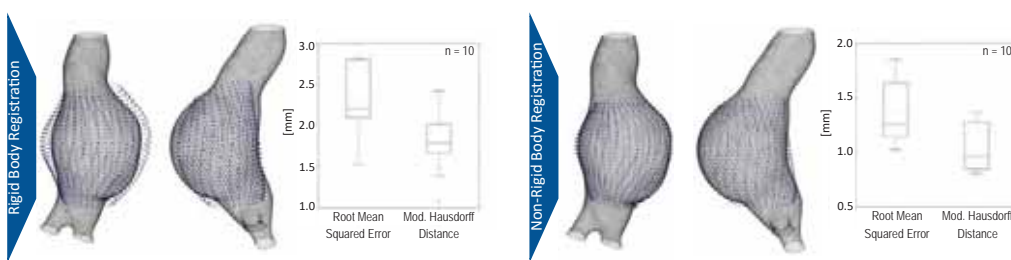 Rigid Body Registration
3.0
2.5
2.0
1.5
1.0
[mm]
n = 10
Root Mean
Squared Error
Mod. Hausdorff
Distance
Non-Rigid Body Registration
2.0
1.5
1.0
0.5
[mm]
n = 10
Root Mean
Squared Error
Mod. Hausdorff
Distance